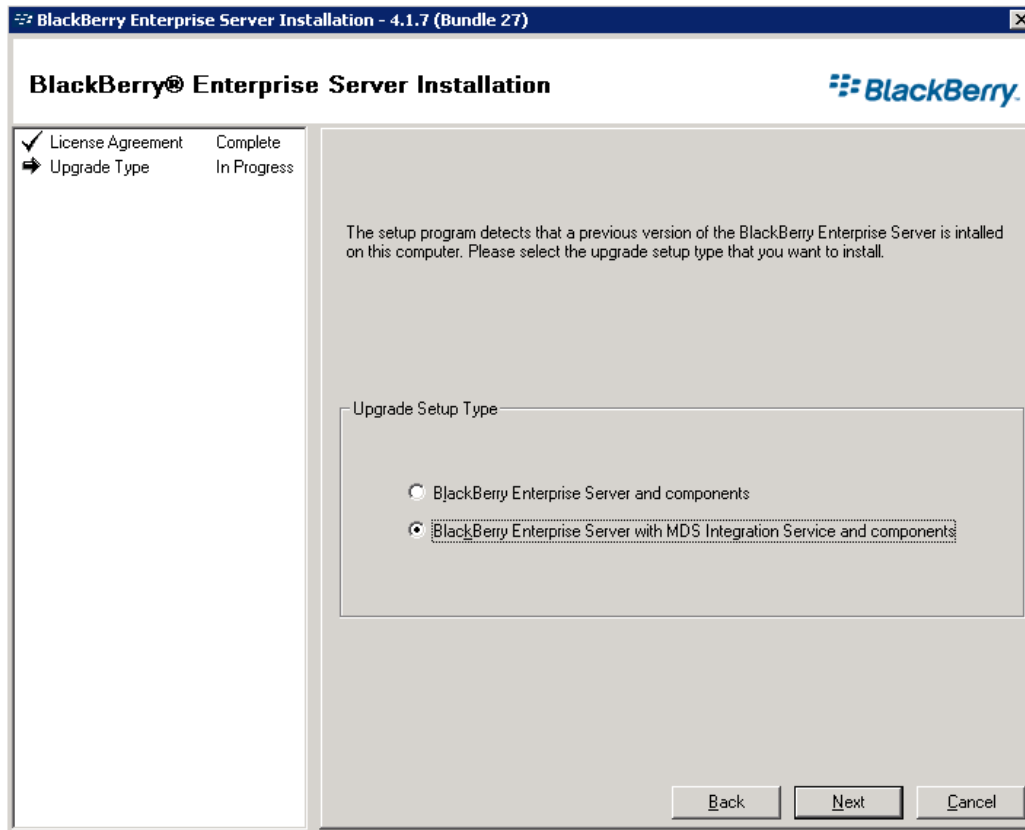 BlackBerry Enterprise Server Installation - 4.1.7 (Bundle 27)
BlackBerry® Enterprise Server Installation
BlackBerry.
License Agreement Complete
Upgrade Type In Progress
The setup program detects that a previous version of the BlackBerry Enterprise Server is intalled
on this computer. Please select the upgrade setup type that you want to install.
Upgrade Setup Type
BlackBerry Enterprise Server and components
BlackBerry Enterprise Server with MDS Integration Service and components
Back Next Cancel